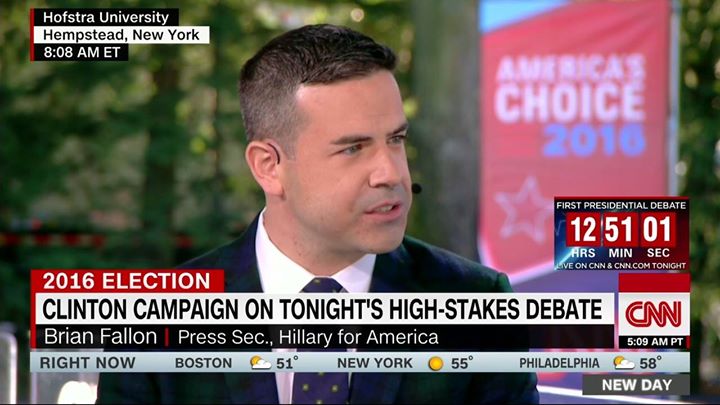 Hofstra University
Hempstead, New York
8:08 AM ET
AMERICA'S
CHOICE
2016
FIRST PRESIDENTIAL DEBATE
12 51 01
HRS MIN SEC
LIVE ON CNN & CNN.COM TONIGHT
2016 ELECTION
CLINTON CAMPAIGN ON TONIGHT'S HIGH-STAKES DEBATE
Brian Fallon | Press Sec., Hillary for America
CNN
5:09 AM PT
RIGHT NOW BOSTON 51° NEW YORK 55° PHILADELPHIA 58°
NEW DAY